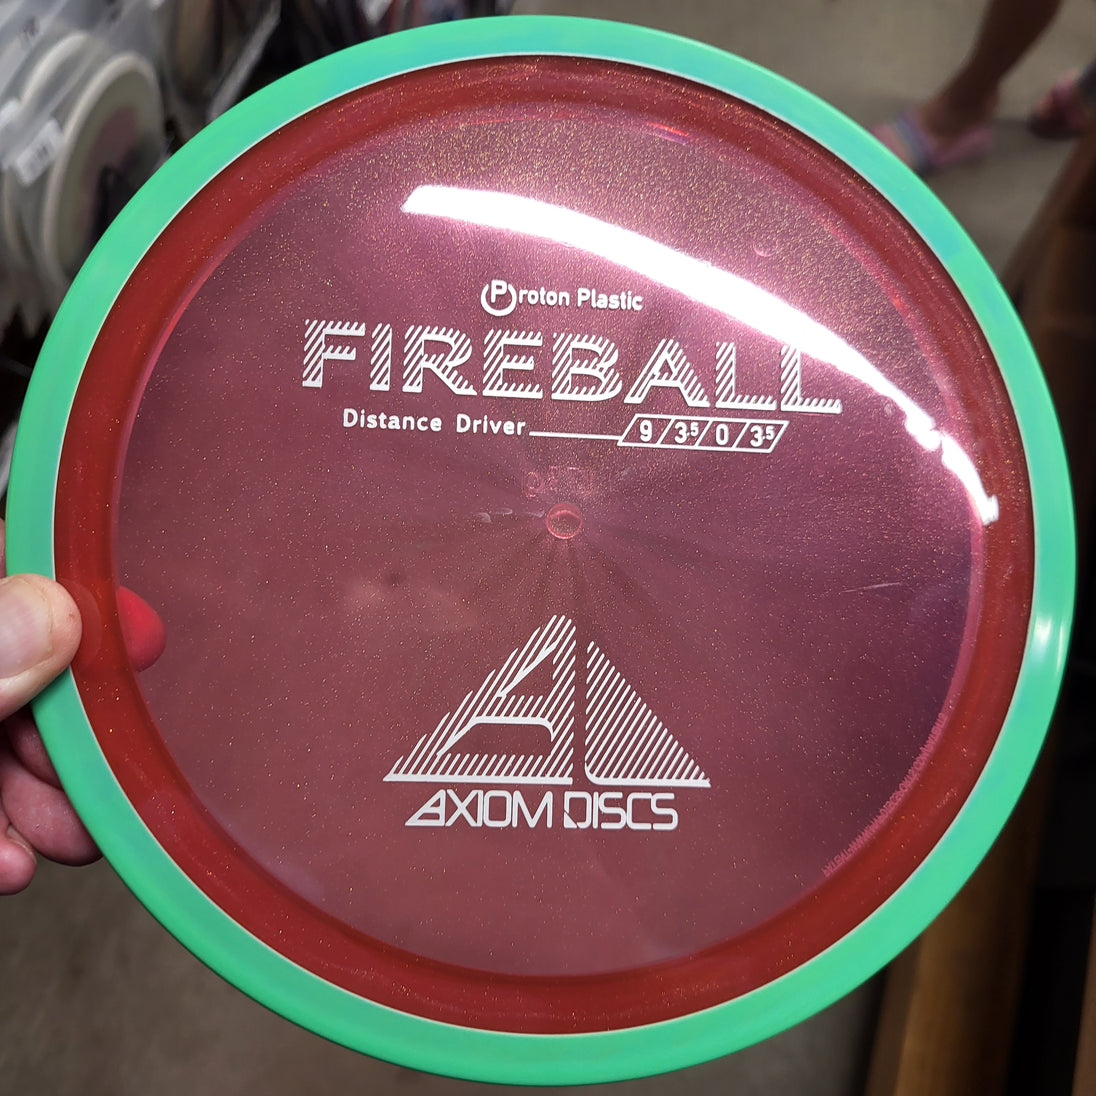 Proton Plastic
FIREBALL
Distance Driver 9/3.5/0/3.5
AXIOM DISCS